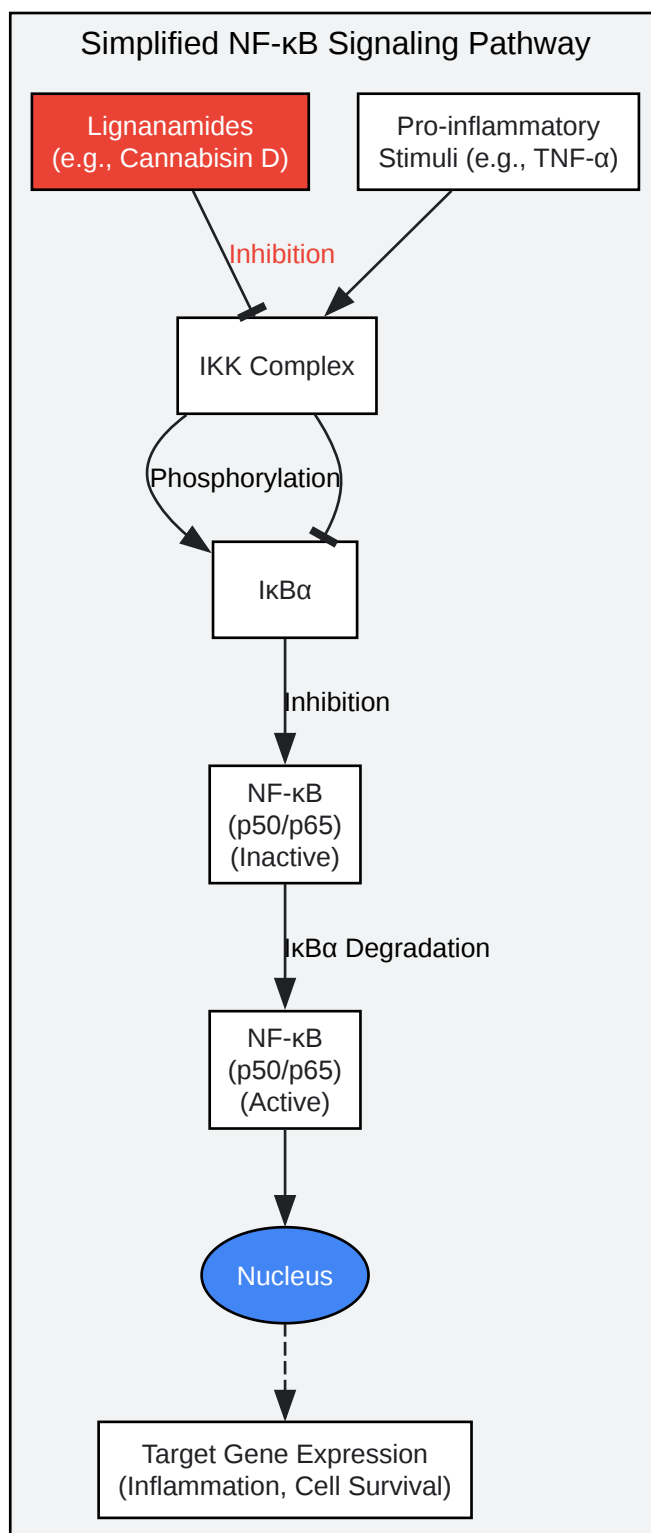 Simplified NF-κB Signaling Pathway
Lignanamides
(e.g., Cannabisin D)
Pro-inflammatory
Stimuli (e.g., TNF-α)
Inhibition
IKK Complex
Phosphorylation
IκBα
Inhibition
NF-κB
(p50/p65)
(Inactive)
IκBα Degradation
NF-κB
(p50/p65)
(Active)
Nucleus
Target Gene Expression
(Inflammation, Cell Survival)